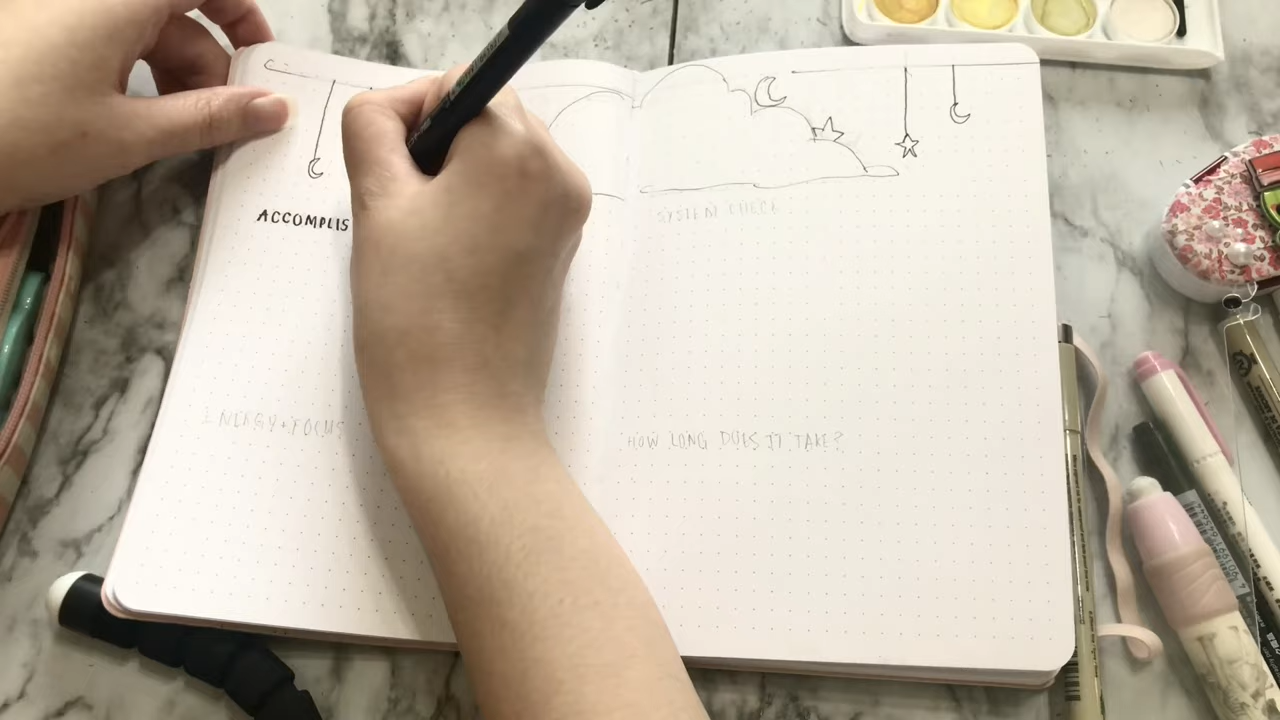 ACCOMPLIS
ENERGY+FOCUS
SYSTEM CHECK
HOW LONG DOES IT TAKE?